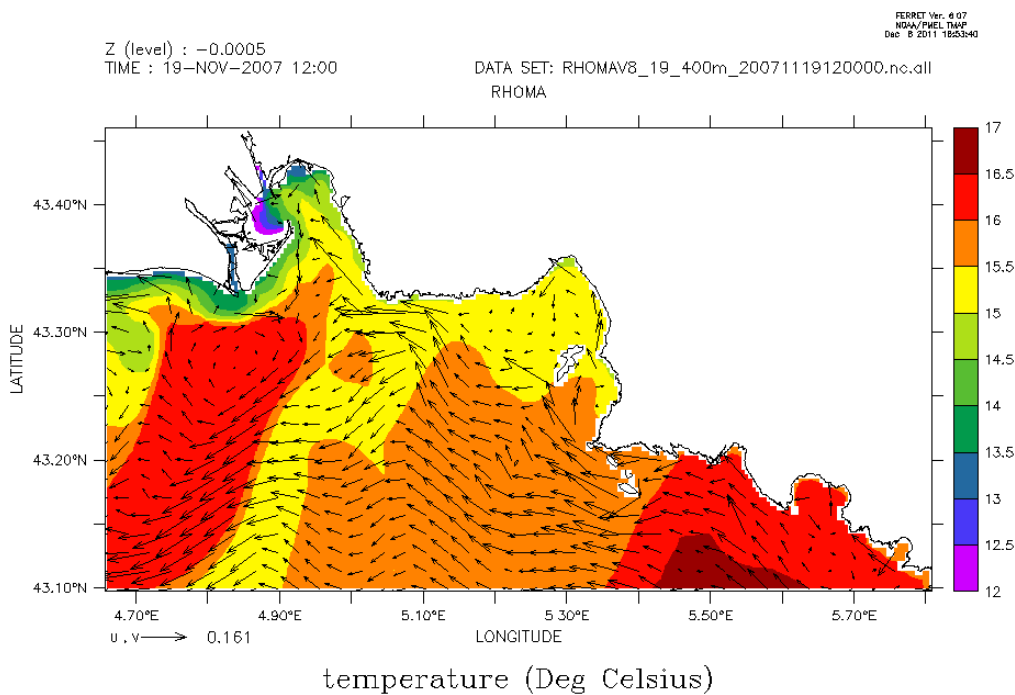 FERRET Ver. 6.07
NOAA/PMEL TMAP
Dec 8 2011 18:53:40
Z (level) : -0.0005
TIME : 19-NOV-2007 12:00
DATA SET: RHOMAV8_19_400m_20071119120000.nc.all
RHOMA
17
16.5
16
15.5
15
14.5
14
13.5
13
12.5
12
43.40°N
43.30°N
43.20°N
43.10°N
LATITUDE
4.70°E
4.90°E
5.10°E
5.30°E
5.50°E
5.70°E
LONGITUDE
U,V 0.161
temperature (Deg Celsius)